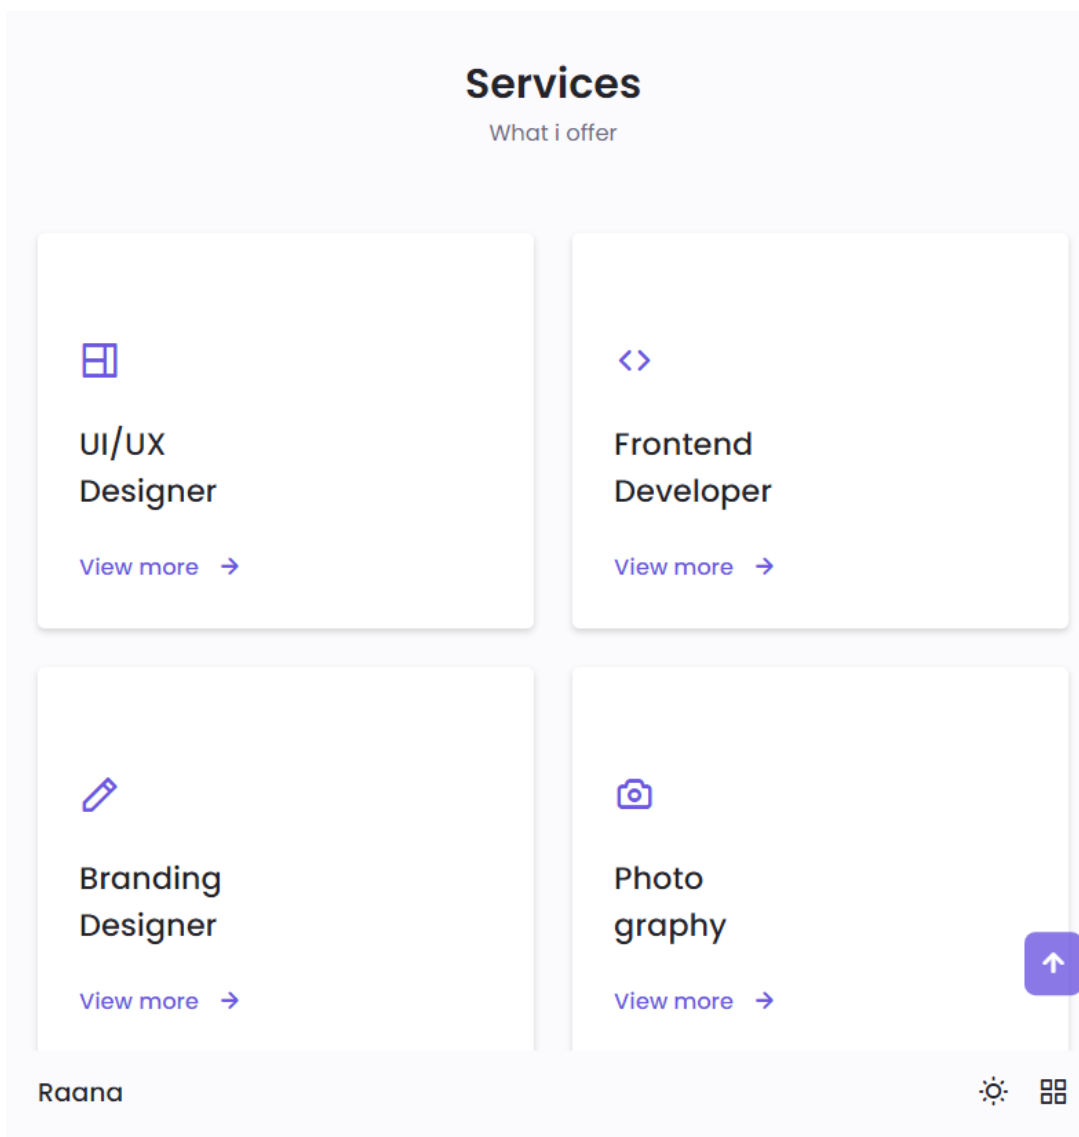 Services
What i offer
UI/UX
Designer
View more
Frontend
Developer
View more
Branding
Designer
View more
Photo
graphy
View more
Raana